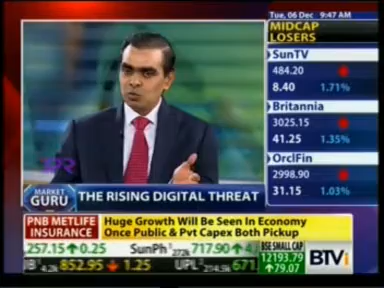 Tue, 06 Dec 9:47 AM
MIDCAP
LOSERS
SunTV
484.20
8.40 1.71%
Britannia
3025.15
41.25 1.35%
OrclFin
2998.90
31.15 1.03%
MARKET
GURU
THE RISING DIGITAL THREAT
PNB METLIFE
INSURANCE
Huge Growth Will Be Seen In Economy
Once Public & Pvt Capex Both Pickup
.257.15 0.25 SunPh 717.90
852.95 1.25 UPL 671
BSE SMALL CAP
12193.79
79.07
BTVi